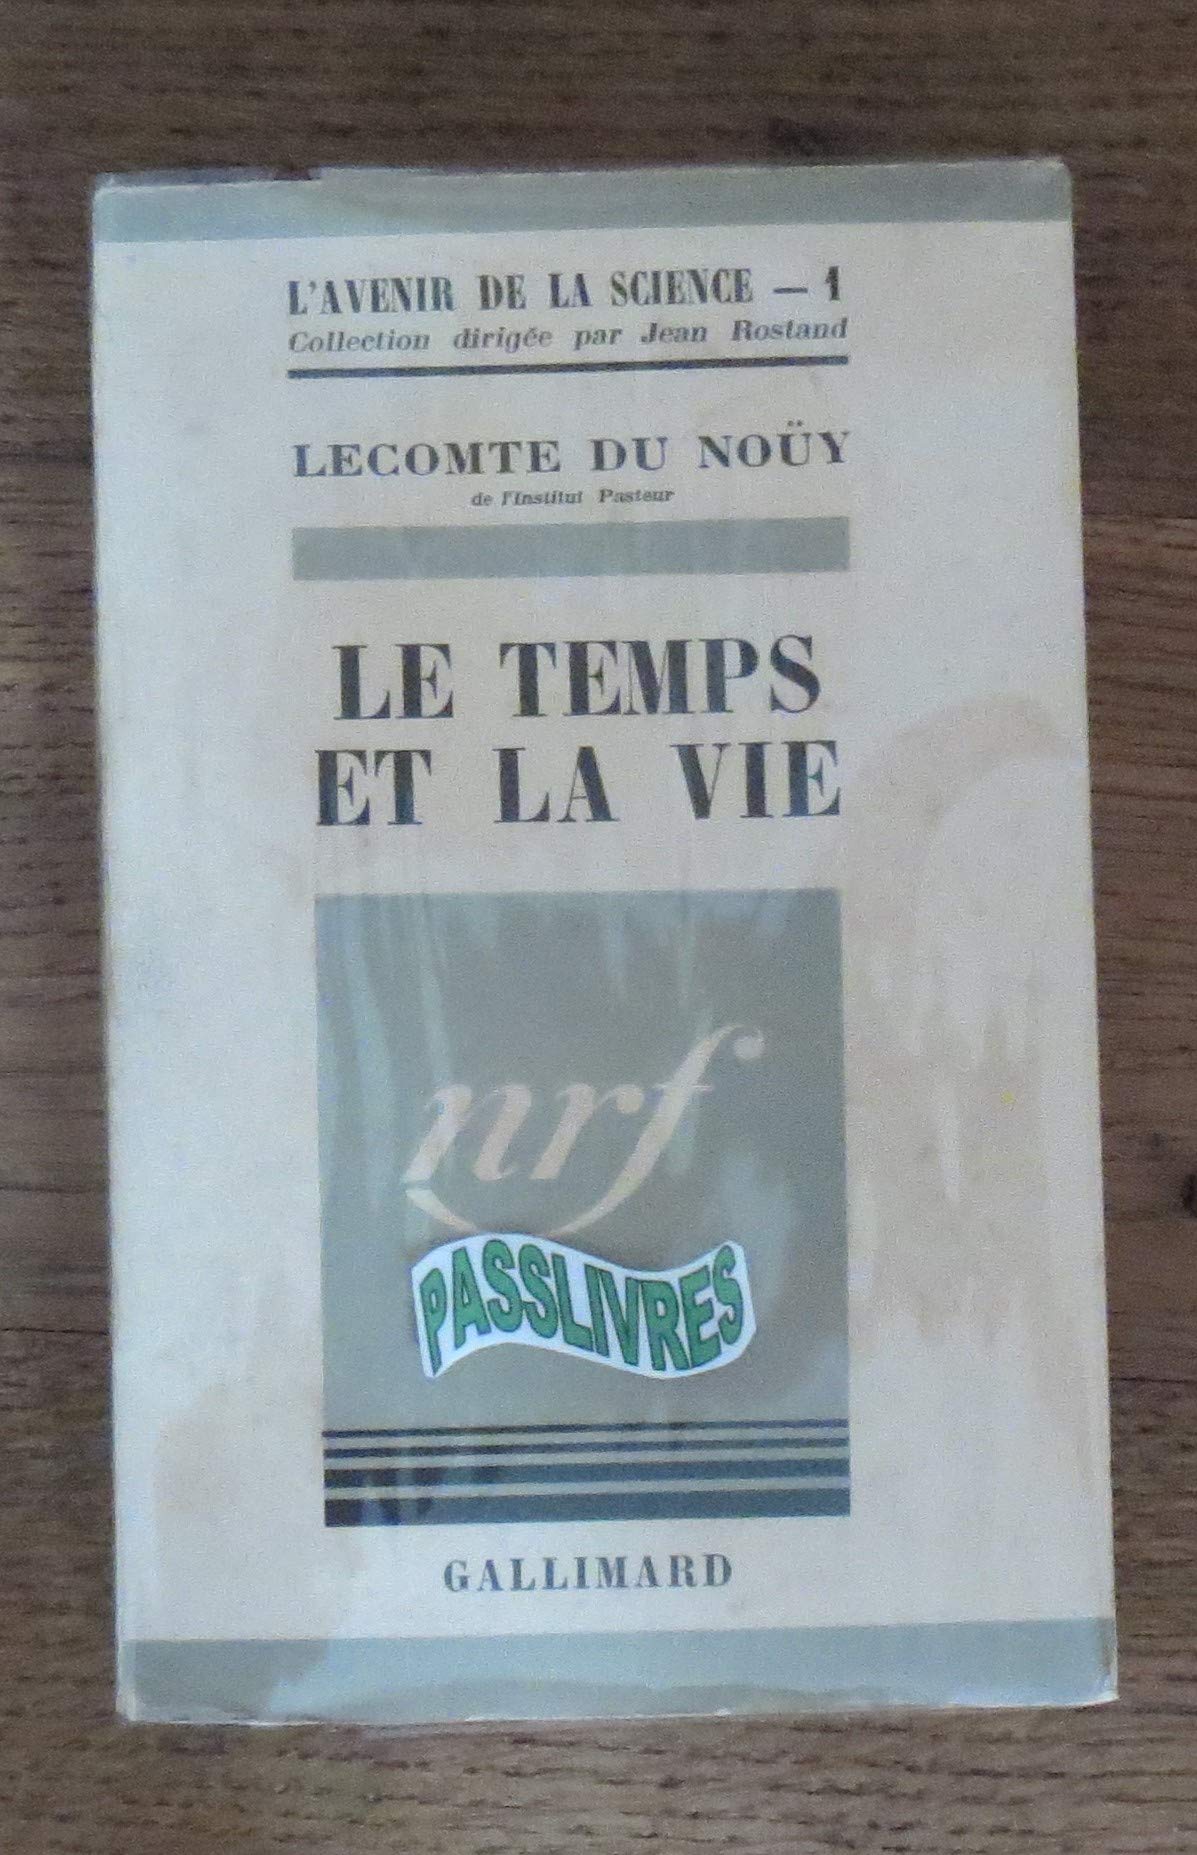 L'AVENIR DE LA SCIENCE — 1
Collection dirigée par Jean Rostand
LECOMTE DU NOÜY
de l'Institut Pasteur
LE TEMPS
ET LA VIE
nrf
PASSLIVRES
GALLIMARD